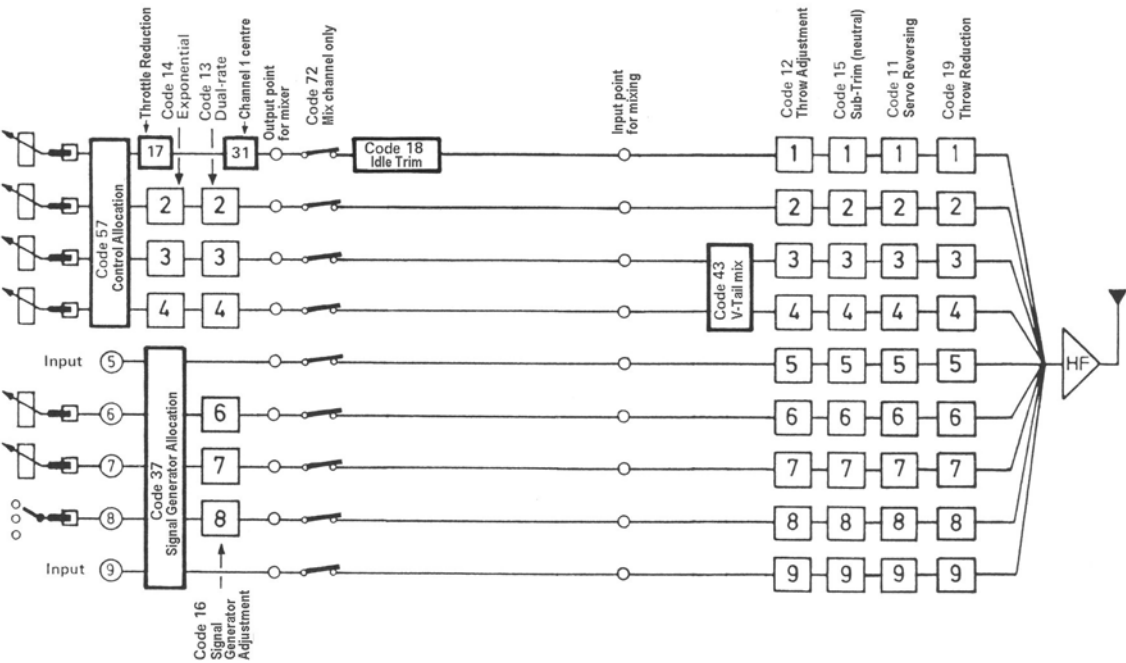 Throttle Reduction
Code 14
Exponential
Code 13
Dual-rate
Channel 1 centre
Output point
for mixer
Code 72
Mix channel only
Input point
for mixing
Code 12
Throw Adjustment
Code 15
Sub-Trim (neutral)
Code 11
Servo Reversing
Code 19
Throw Reduction
Code 57
Control Allocation
17
31
Code 18
Idle Trim
1 1 1 1
2 2
2 2 2 2
3 3
3 3 3 3
Code 43
V-Tail mix
4 4
4 4 4 4
Input 5
5 5 5 5
HF
Code 37
Signal Generator Allocation
6 6
6 6 6 6
7 7
7 7 7 7
8 8
8 8 8 8
Input 9
9 9 9 9
Code 16
Signal
Generator
Adjustment